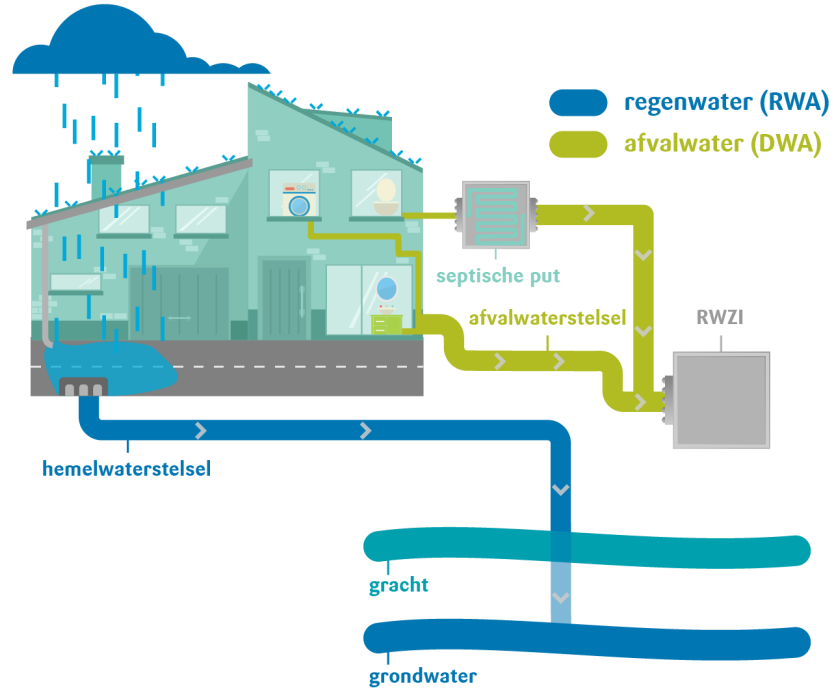 regenwater (RWA)
afvalwater (DWA)
septische put
afvalwaterstelsel
RWZI
hemelwaterstelsel
gracht
grondwater